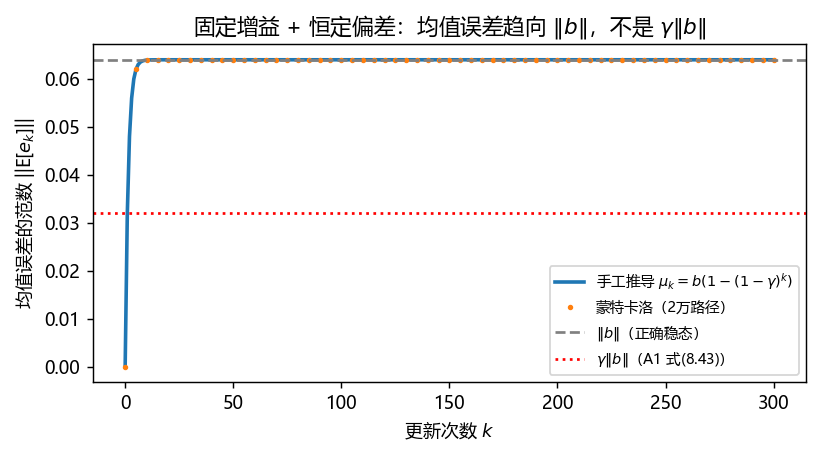 固定增益 + 恒定偏差：均值误差趋向 ∥b∥，不是 γ∥b∥
均值误差的范数 ||E[eₖ]||
0.06
0.05
0.04
0.03
0.02
0.01
0.00
手工推导 μₖ = b(1 − (1 − γ)ᵏ)
蒙特卡洛（2万路径）
∥b∥（正确稳态）
γ∥b∥（A1 式(8.43)）
0 50 100 150 200 250 300
更新次数 k